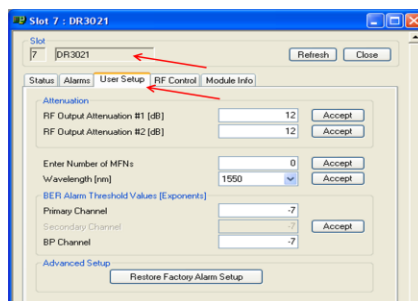 Slot 7 : DR3021
Slot
7 DR3021 Refresh Close
Status Alarms User Setup RF Control Module Info
Attenuation
RF Output Attenuation #1 [dB] 12 Accept
RF Output Attenuation #2 [dB] 12 Accept
Enter Number of MFNs 0 Accept
Wavelength [nm] 1550 Accept
BER Alarm Threshold Values [Exponents]
Primary Channel -7
Secondary Channel -7 Accept
BP Channel -7
Advanced Setup
Restore Factory Alarm Setup